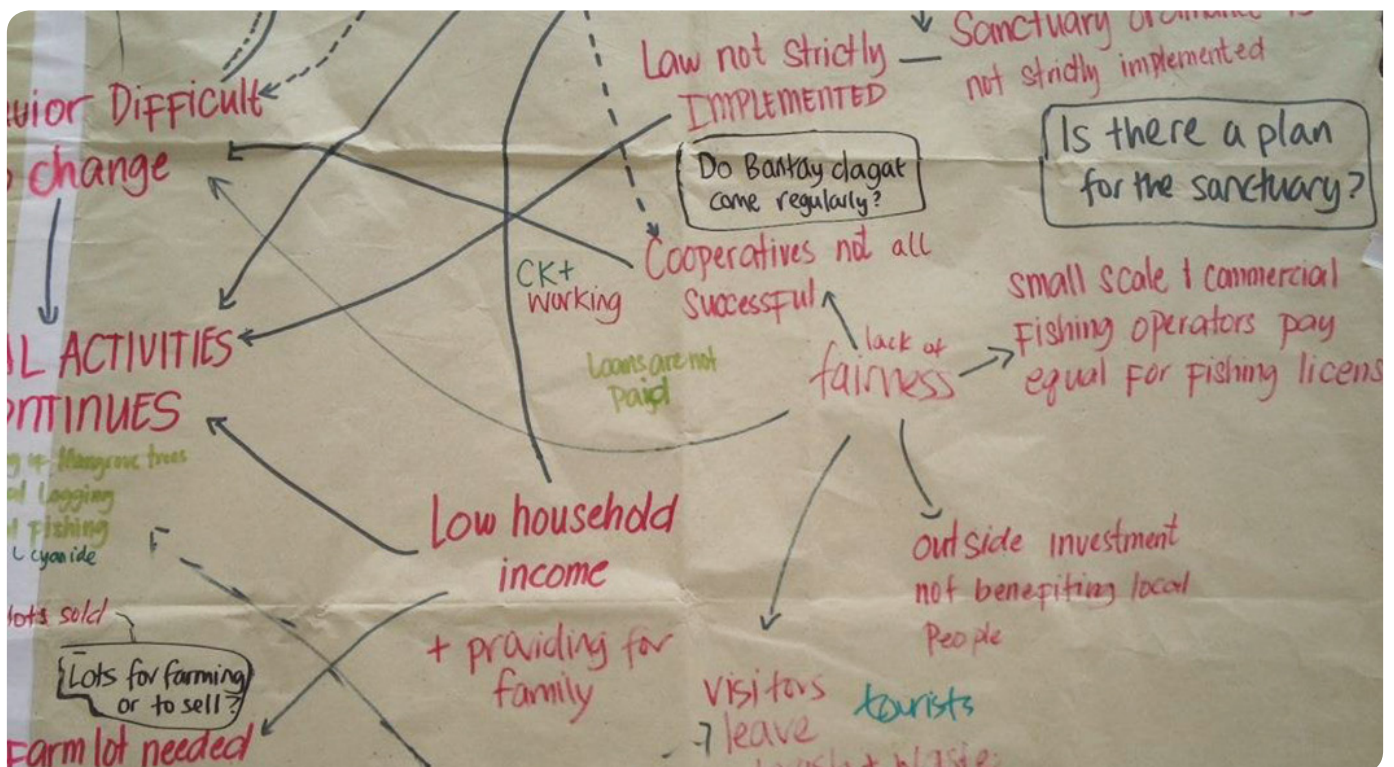 Law not strictly
IMPLEMENTED
Sanctuary
not strictly implemented
Difficult
change
Do Bantay dagat
come regularly?
Is there a plan
for the sanctuary?
CK+
working
Cooperatives not all
Successful
small scale & commercial
Fishing operators pay
equal for fishing licens
lack of
fairness
Loans are not
Paid
ACTIVITIES
ONTINUES
Mangrove trees
Logging
Fishing
cyanide
Low household
income
+ providing for
family
outside investment
not benefiting local
People
lots sold
Lots for farming
or to sell?
Farm lot needed
visitors
leave
tourists